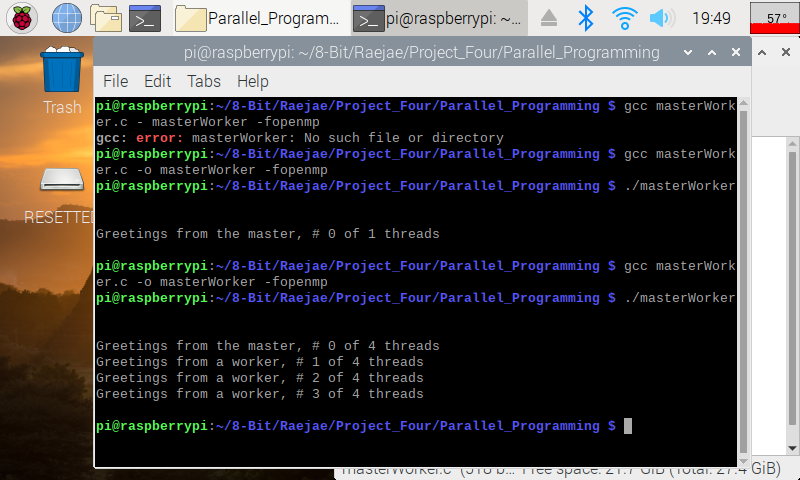 Parallel_Programm...
pi@raspberrypi: ~...
19:49
57°
pi@raspberrypi: ~/8-Bit/Raejae/Project_Four/Parallel_Programming
File Edit Tabs Help
Trash
RESETTED
pi@raspberrypi:~/8-Bit/Raejae/Project_Four/Parallel_Programming $ gcc masterWork
er.c - masterWorker -fopenmp
gcc: error: masterWorker: No such file or directory
pi@raspberrypi:~/8-Bit/Raejae/Project_Four/Parallel_Programming $ gcc masterWork
er.c -o masterWorker -fopenmp
pi@raspberrypi:~/8-Bit/Raejae/Project_Four/Parallel_Programming $ ./masterWorker
Greetings from the master, # 0 of 1 threads
pi@raspberrypi:~/8-Bit/Raejae/Project_Four/Parallel_Programming $ gcc masterWork
er.c -o masterWorker -fopenmp
pi@raspberrypi:~/8-Bit/Raejae/Project_Four/Parallel_Programming $ ./masterWorker
Greetings from the master, # 0 of 4 threads
Greetings from a worker, # 1 of 4 threads
Greetings from a worker, # 2 of 4 threads
Greetings from a worker, # 3 of 4 threads
pi@raspberrypi:~/8-Bit/Raejae/Project_Four/Parallel_Programming $
"masterWorker.c" (518 b... Free space: 21.7 GiB (Total: 27.4 GiB)